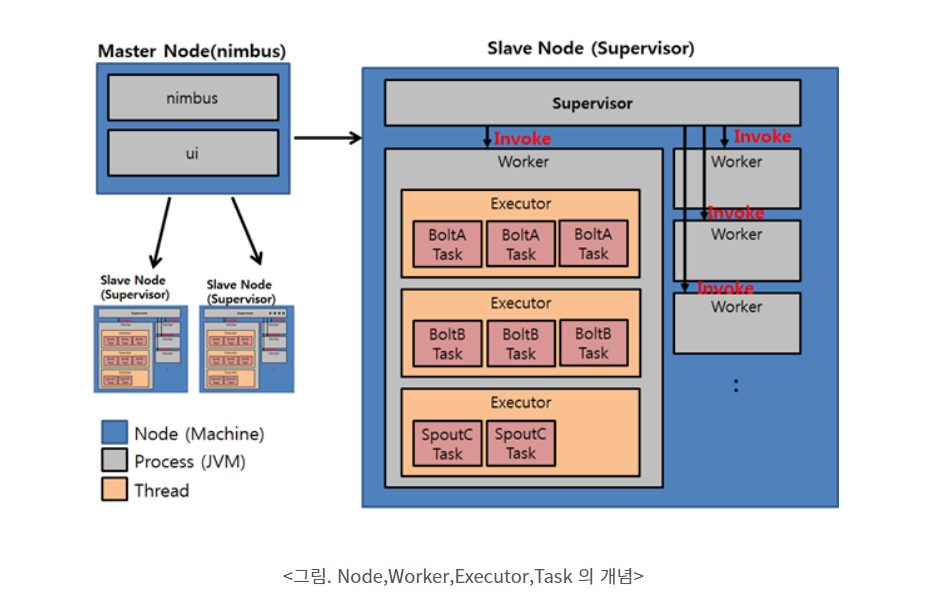 Master Node(nimbus)
nimbus
ui
Slave Node (Supervisor)
Supervisor
Invoke
Invoke
Worker
Worker
Executor
BoltA
Task
BoltA
Task
BoltA
Task
Invoke
Worker
Executor
BoltB
Task
BoltB
Task
BoltB
Task
Invoke
Worker
Executor
SpoutC
Task
SpoutC
Task
:
Slave Node
(Supervisor)
Supervisor
Slave Node
(Supervisor)
Supervisor
Node (Machine)
Process (JVM)
Thread
<그림. Node,Worker,Executor,Task 의 개념>